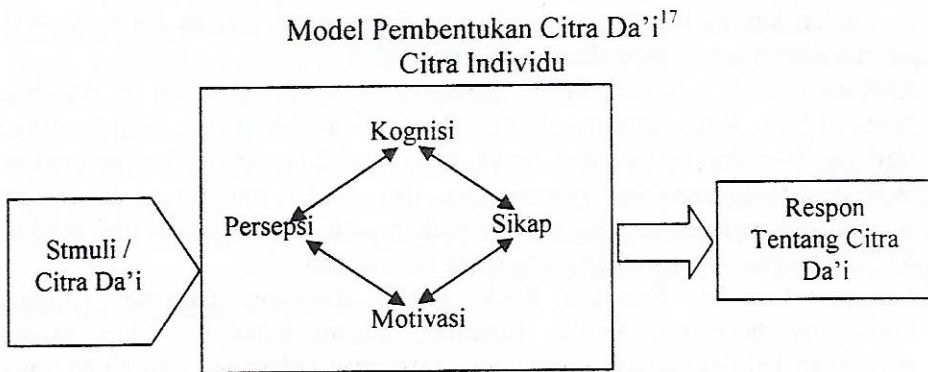 Model Pembentukan Citra Da'i17
Citra Individu
Kognisi
Persepsi
Sikap
Motivasi
Stmuli /
Citra Da'i
Respon
Tentang Citra
Da'i